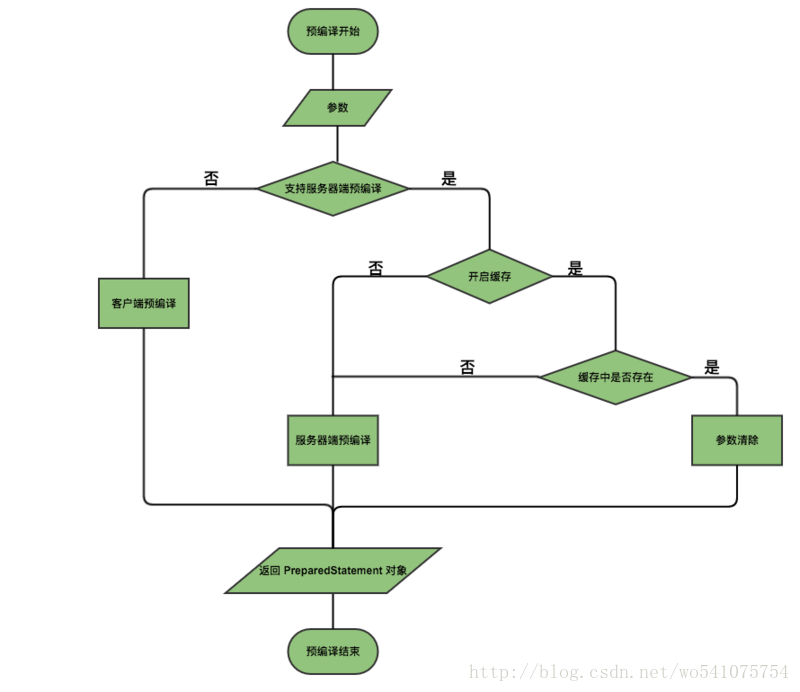 预编译开始
参数
支持服务器端预编译
否
是
开启缓存
否
是
客户端预编译
缓存中是否存在
否
是
服务器端预编译
参数清除
返回 PreparedStatement 对象
预编译结束
http://blog.csdn.net/wo541075754